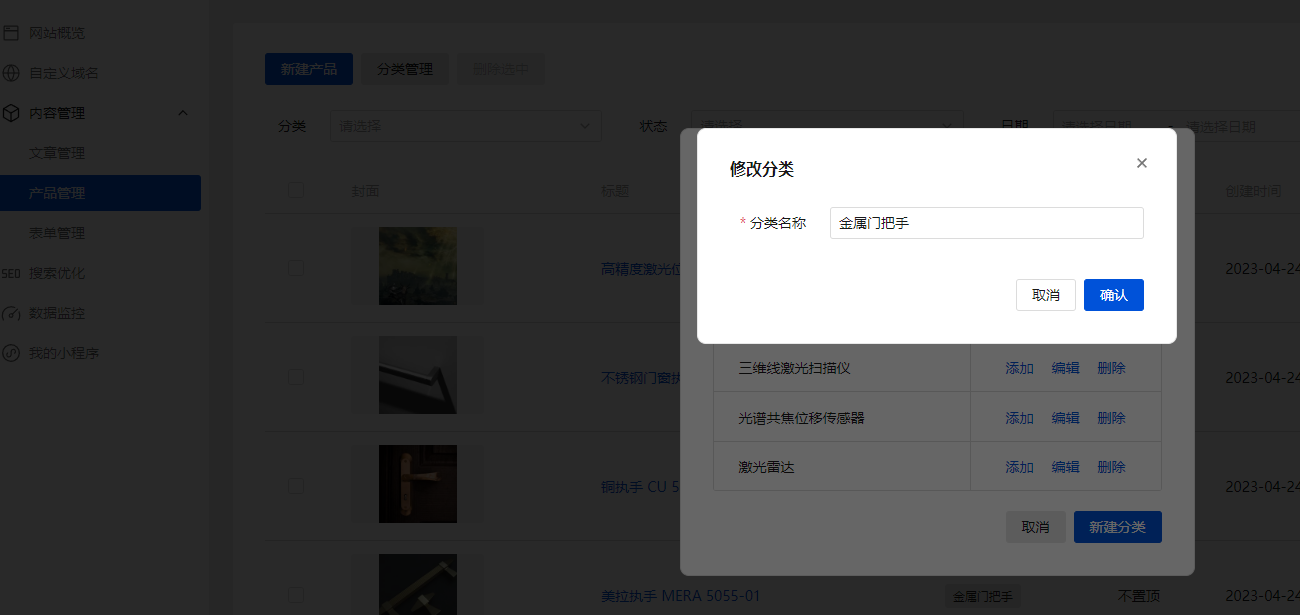 网站概览
自定义域名
内容管理
文章管理
产品管理
表单管理
SEO 搜索优化
数据监控
我的小程序
新建产品 分类管理 删除选中
分类 请选择 状态 请选择 日期 请选择日期 - 请选择日期
封面 标题 创建时间
高精度激光位 2023-04-24
不锈钢门窗执 2023-04-24
铜执手 CU 5 2023-04-24
美拉执手 MERA 5055-01 金属门把手 不置顶 2023-04-24
修改分类
* 分类名称 金属门把手
取消 确认
三维线激光扫描仪 添加 编辑 删除
光谱共焦位移传感器 添加 编辑 删除
激光雷达 添加 编辑 删除
取消 新建分类